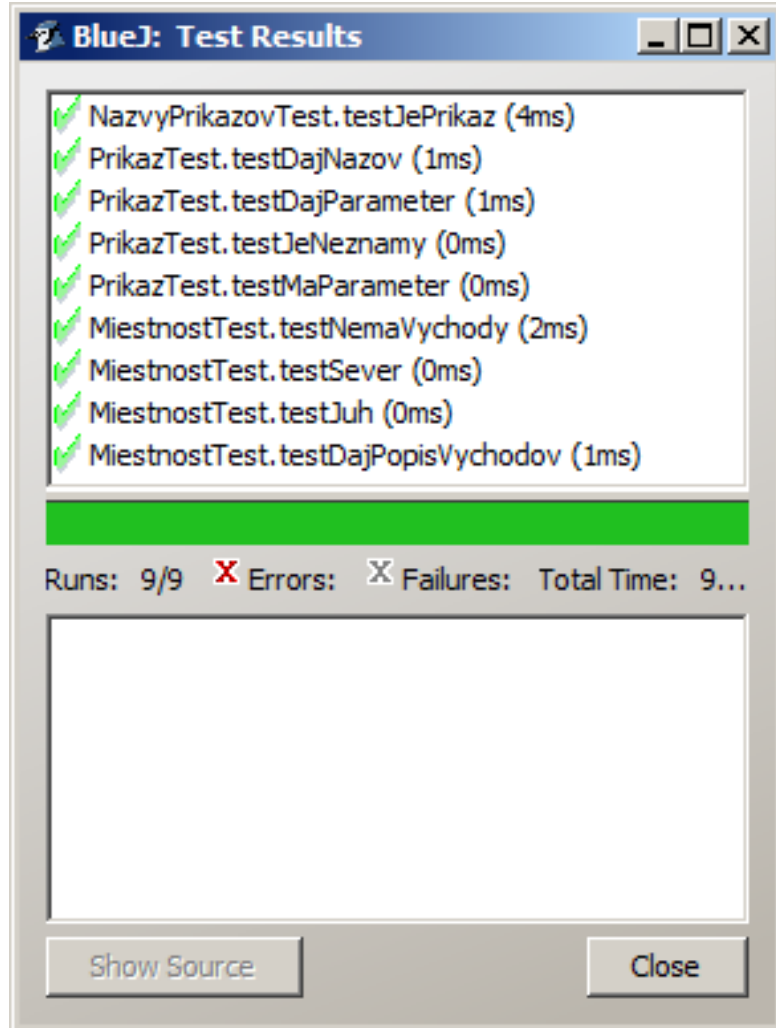 BlueJ: Test Results
NazvyPrikazovTest.testJePrikaz (4ms)
PrikazTest.testDajNazov (1ms)
PrikazTest.testDajParameter (1ms)
PrikazTest.testJeNeznamy (0ms)
PrikazTest.testMaParameter (0ms)
MiestnostTest.testNemaVychody (2ms)
MiestnostTest.testSever (0ms)
MiestnostTest.testJuh (0ms)
MiestnostTest.testDajPopisVychodov (1ms)
Runs: 9/9 X Errors: X Failures: Total Time: 9...
Show Source Close